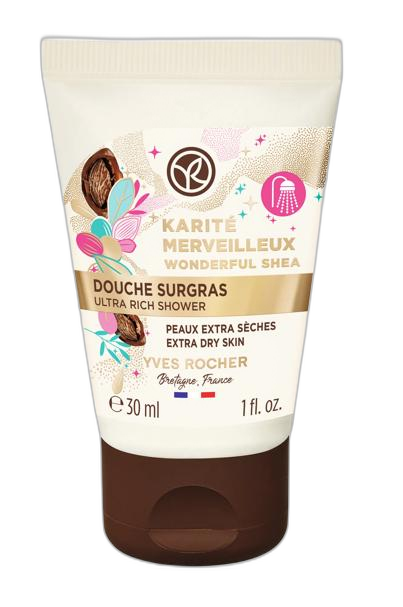 KARITÉ
MERVEILLEUX
WONDERFUL SHEA
DOUCHE SURGRAS
ULTRA RICH SHOWER
PEAUX EXTRA SÈCHES
EXTRA DRY SKIN
YVES ROCHER
Bretagne, France
℮ 30 ml 1 fl. oz.